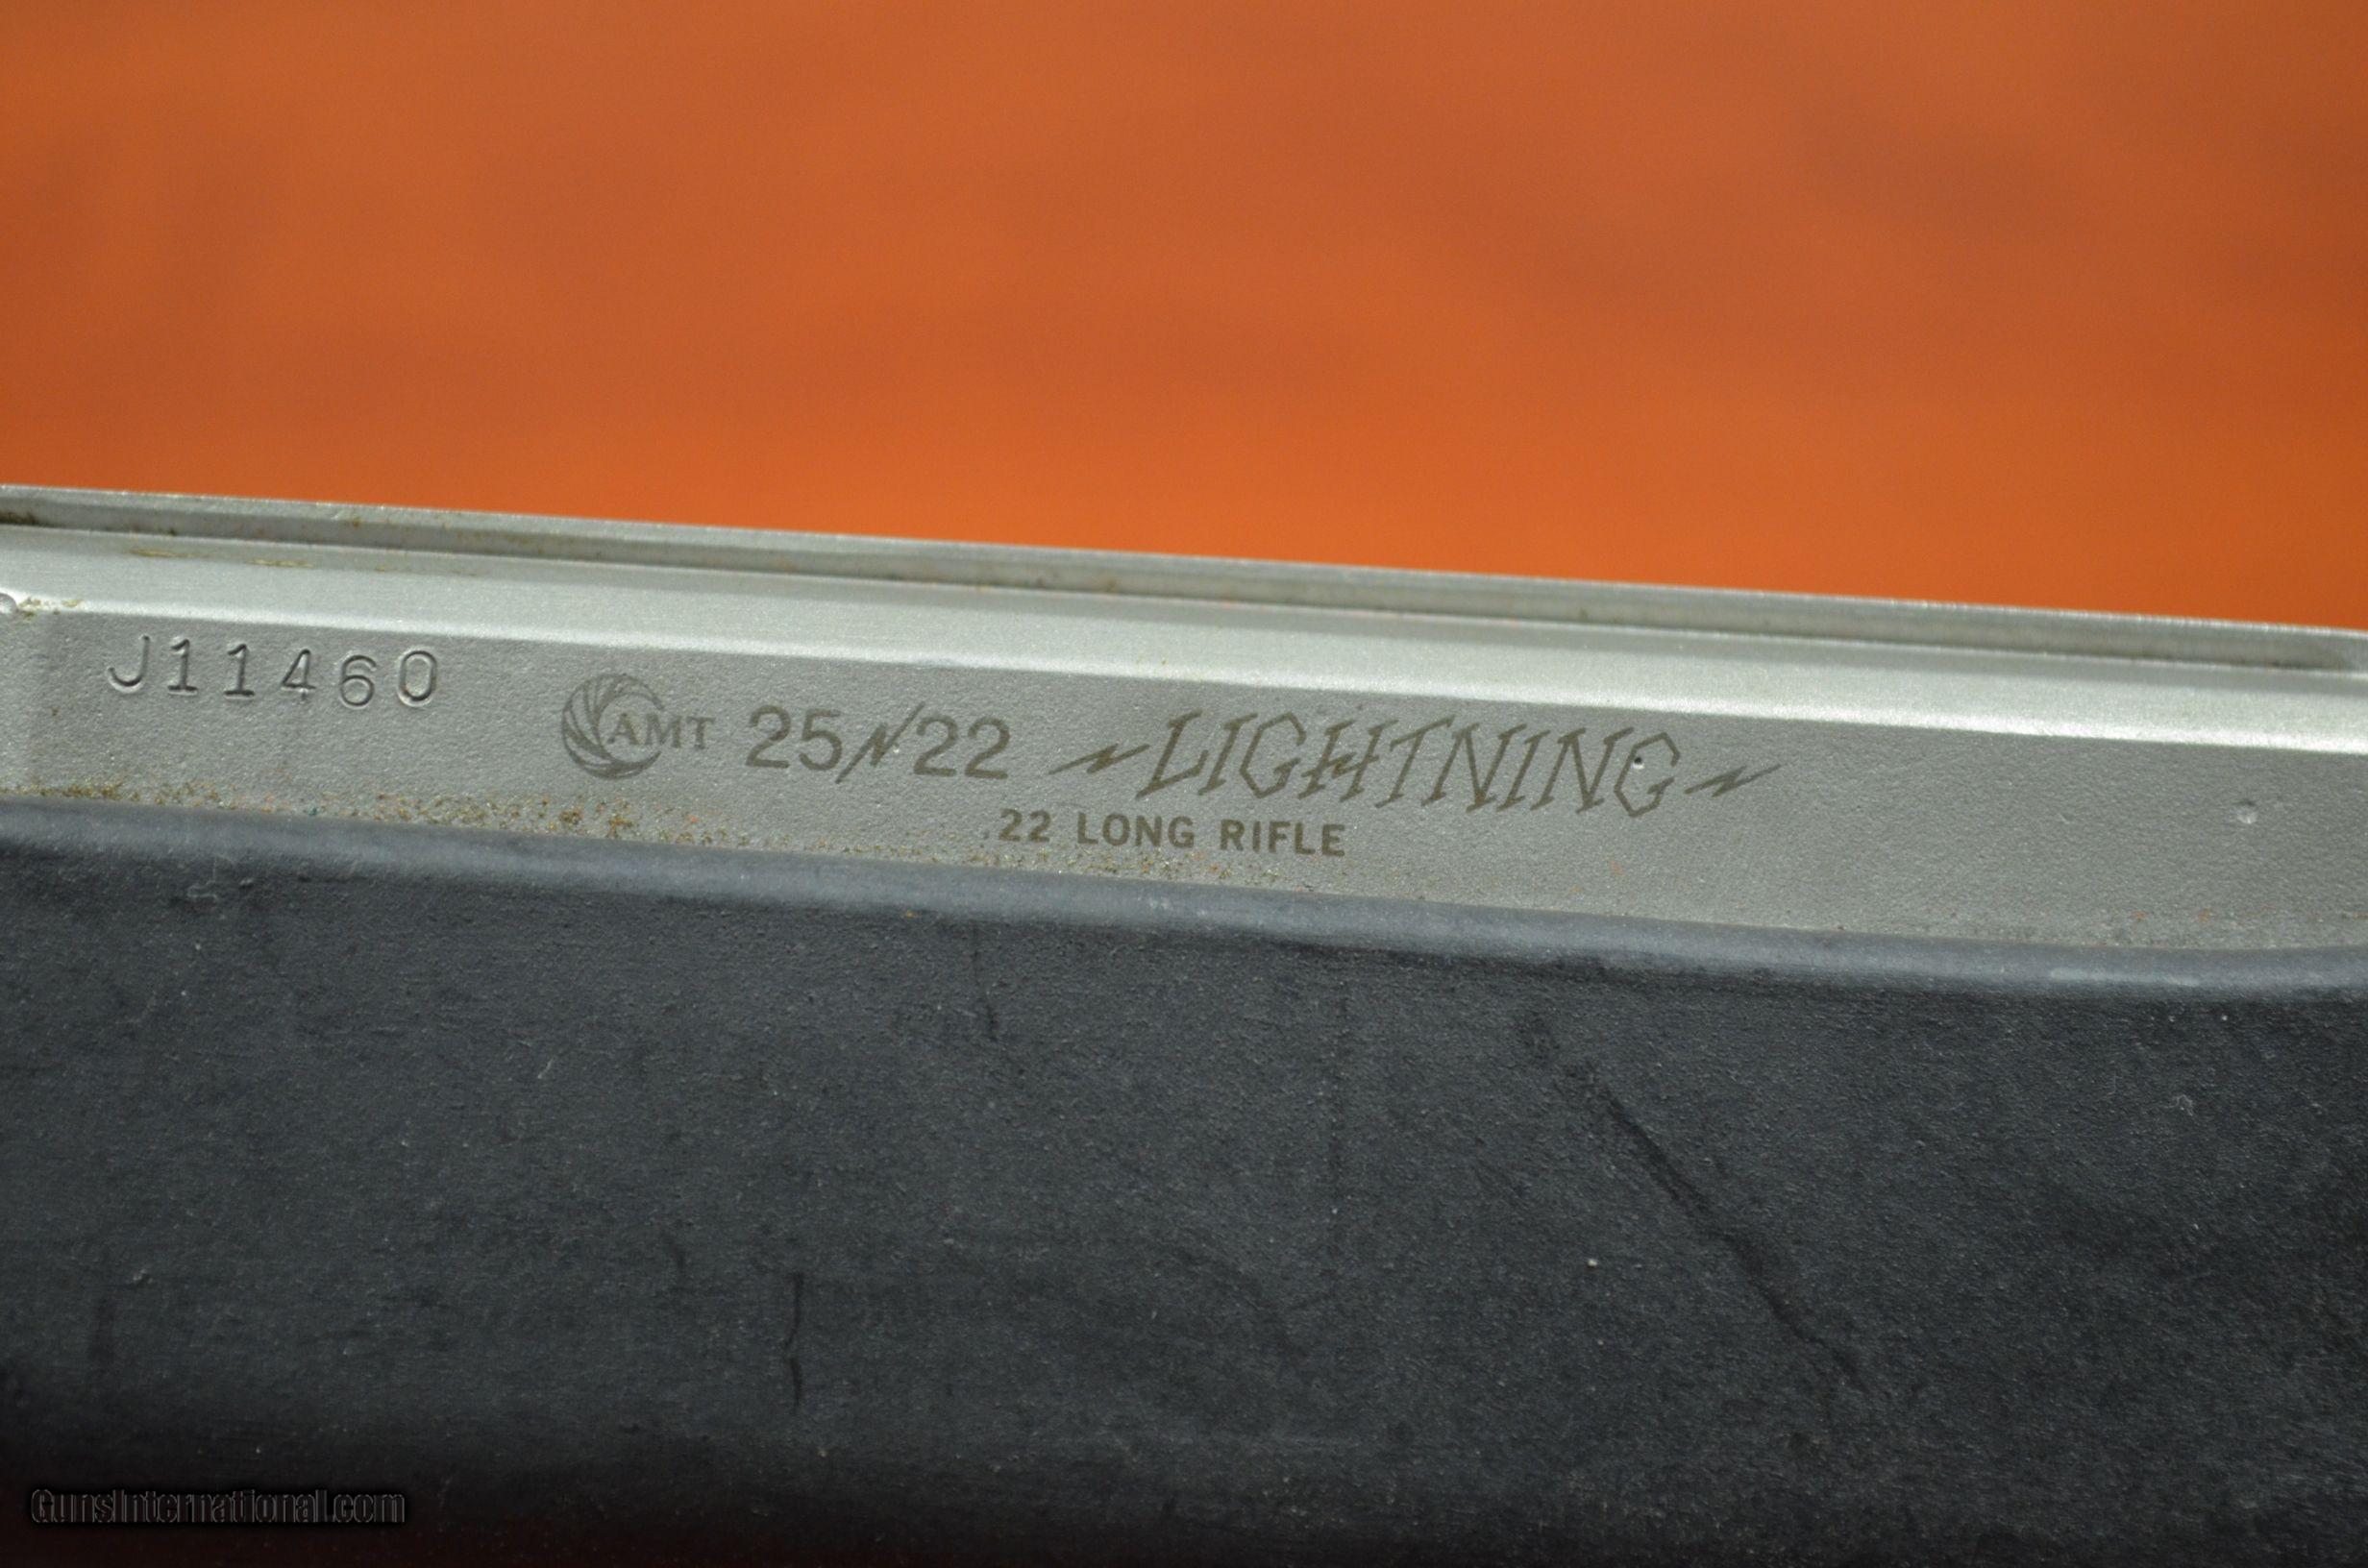 J11460
AMT 25/22 LIGHTNING
.22 LONG RIFLE
GunsInternational.com